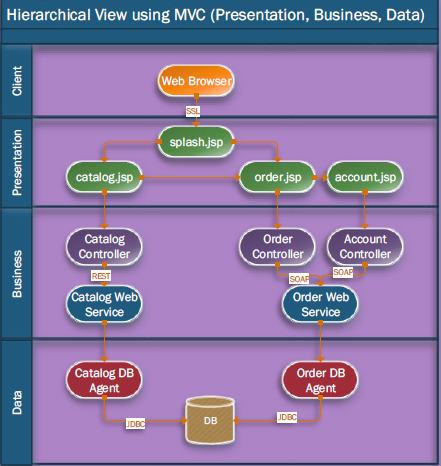 Hierarchical View using MVC (Presentation, Business, Data)
Client
Web Browser
SSL
Presentation
splash.jsp
catalog.jsp
order.jsp
account.jsp
Business
Catalog
Controller
Order
Controller
Account
Controller
REST
SOAP
SOAP
Catalog Web
Service
Order Web
Service
Data
Catalog DB
Agent
Order DB
Agent
DB
JDBC
JDBC